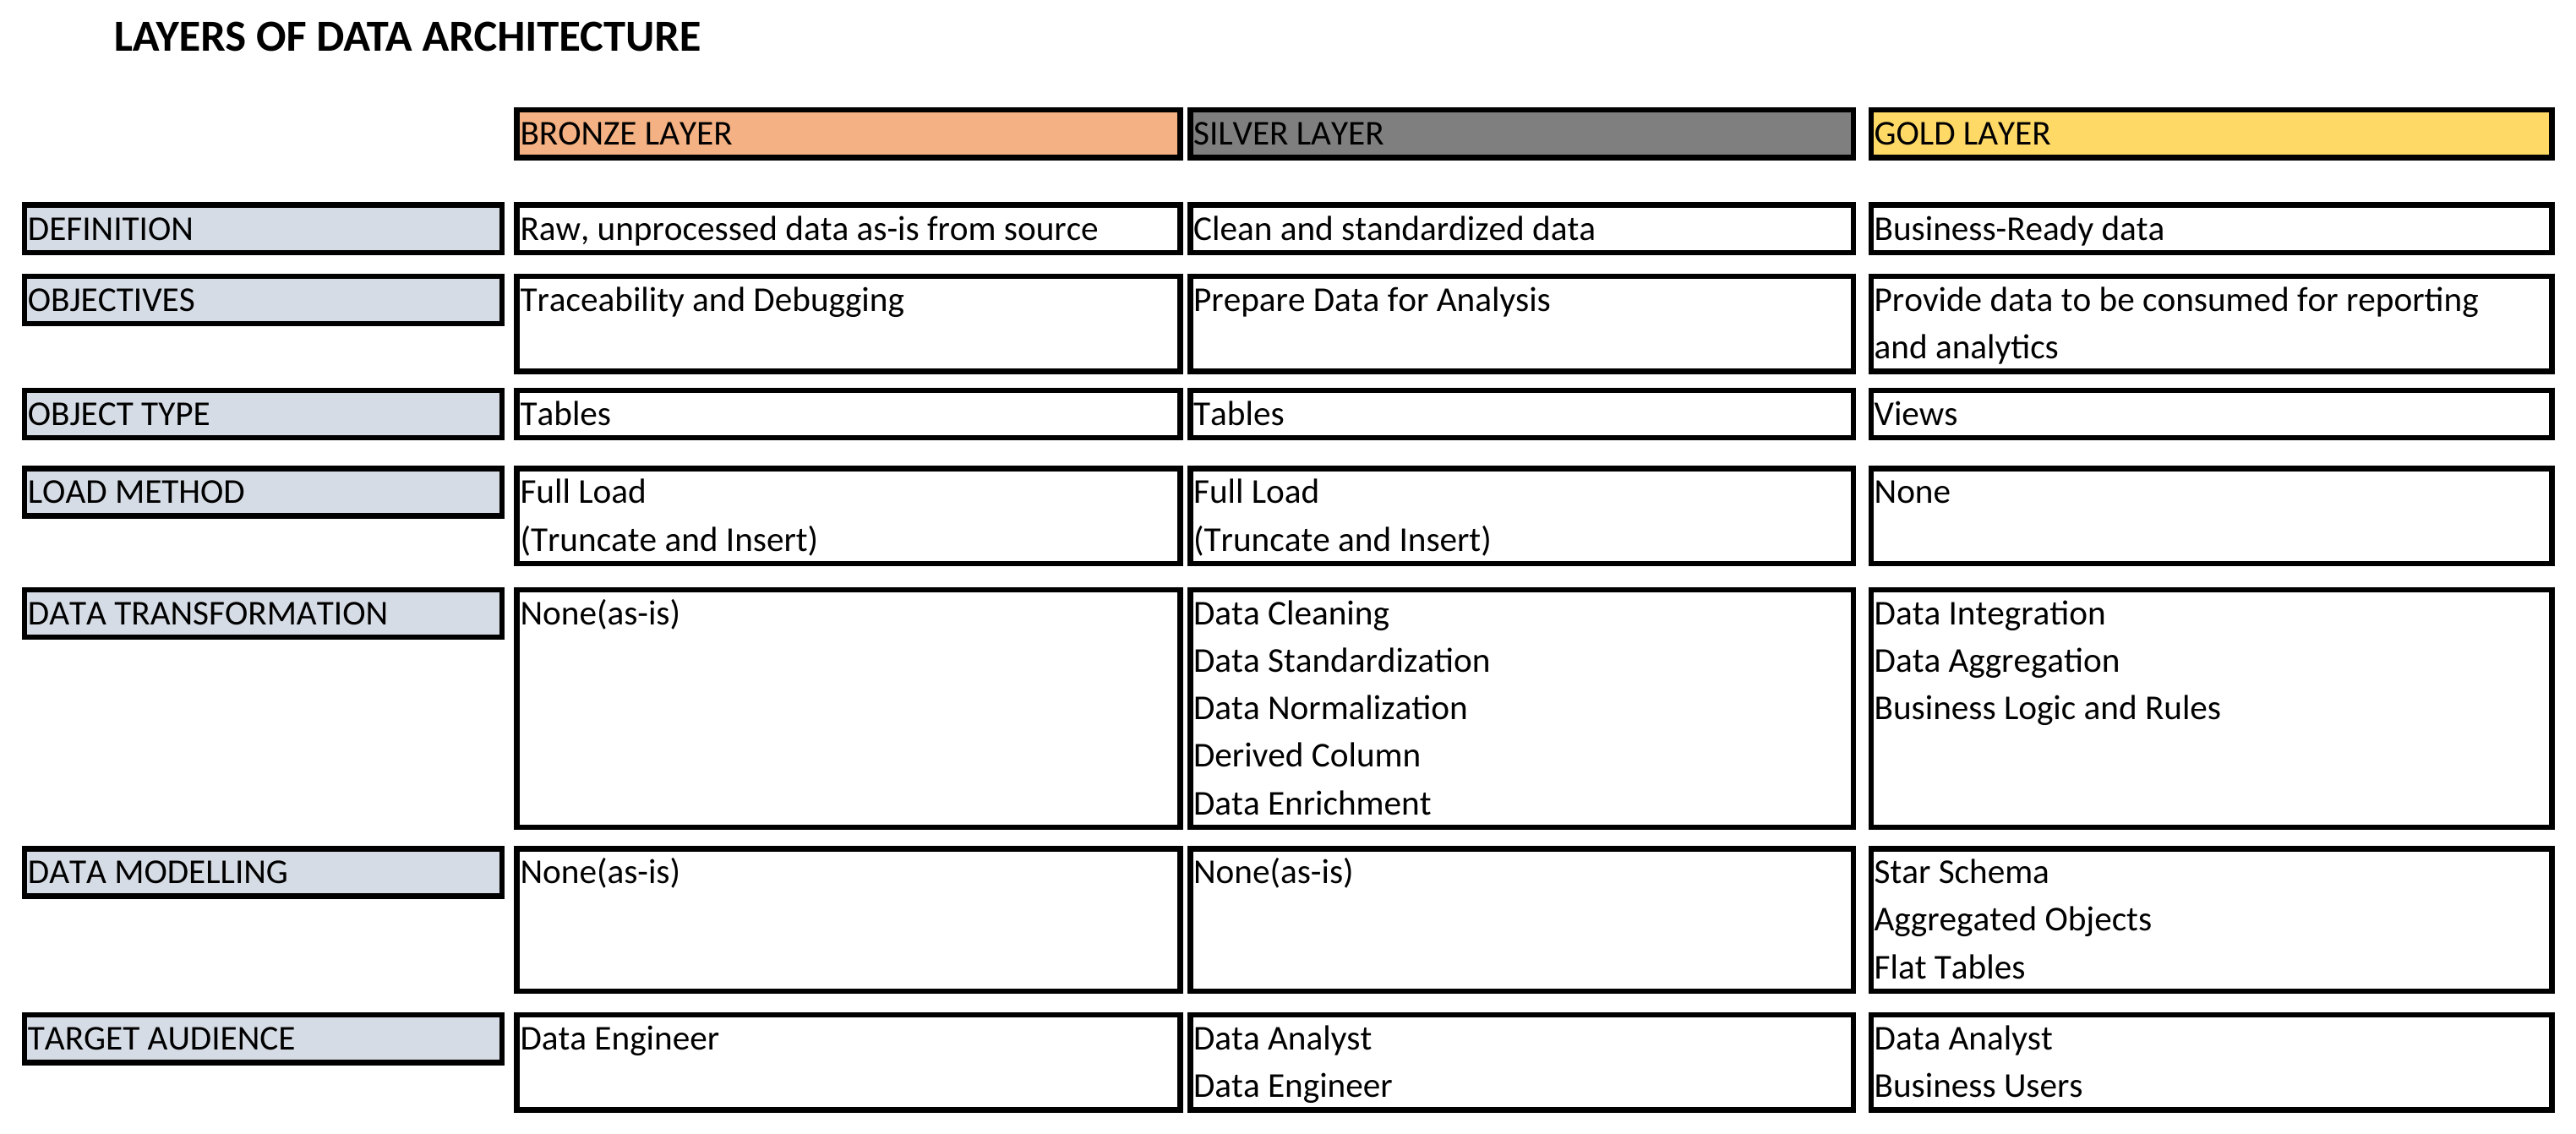 LAYERS OF DATA ARCHITECTURE
BRONZE LAYER
SILVER LAYER
GOLD LAYER
DEFINITION
Raw, unprocessed data as-is from source
Clean and standardized data
Business-Ready data
OBJECTIVES
Traceability and Debugging
Prepare Data for Analysis
Provide data to be consumed for reporting
and analytics
OBJECT TYPE
Tables
Tables
Views
LOAD METHOD
Full Load
(Truncate and Insert)
Full Load
(Truncate and Insert)
None
DATA TRANSFORMATION
None(as-is)
Data Cleaning
Data Standardization
Data Normalization
Derived Column
Data Enrichment
Data Integration
Data Aggregation
Business Logic and Rules
DATA MODELLING
None(as-is)
None(as-is)
Star Schema
Aggregated Objects
Flat Tables
TARGET AUDIENCE
Data Engineer
Data Analyst
Data Engineer
Data Analyst
Business Users